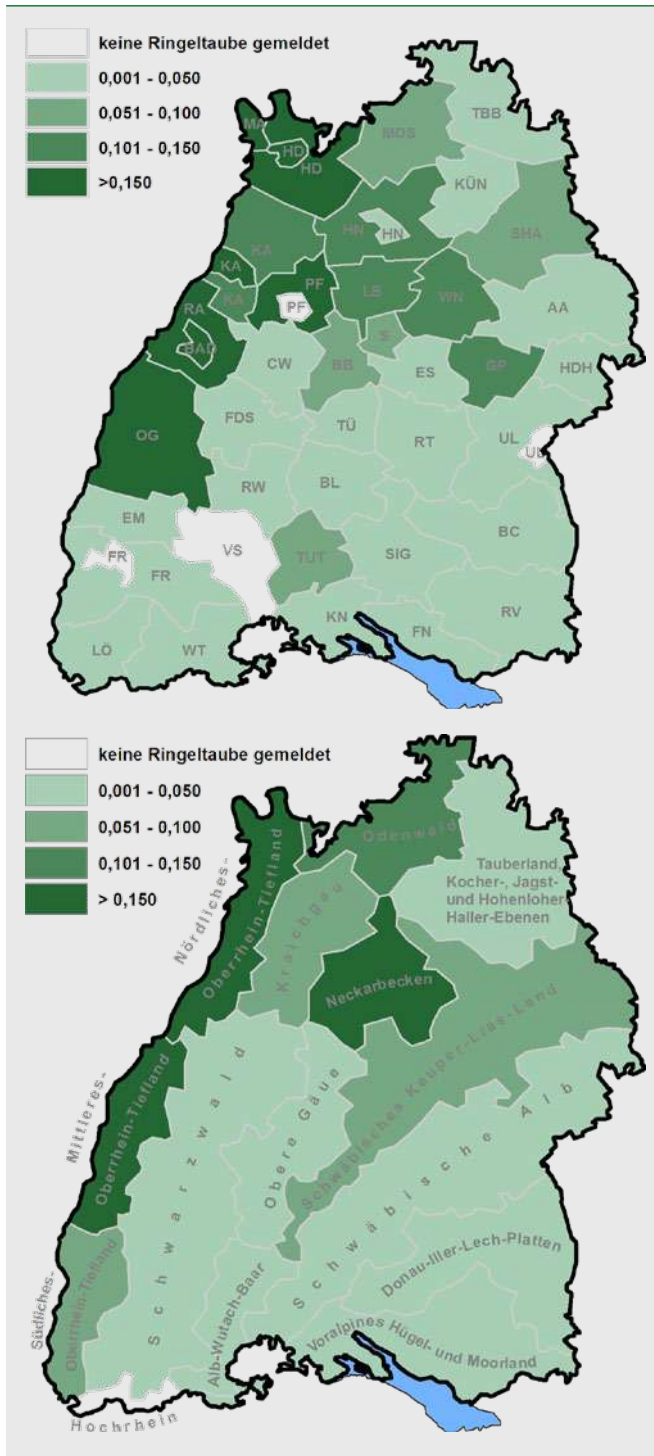 keine Ringeltaube gemeldet
0,001 - 0,050
0,051 - 0,100
0,101 - 0,150
>0,150
TBB
MA
MOS
HD
HD
KÜN
HN
HN
SHA
KA
KA
PF
KA
LB
WN
RA
PF
AA
BAD
S
CW
BB
ES
GP
HDH
FDS
TÜ
OG
RT
UL
UL
RW
BL
EM
BC
FR
VS
TUT
SIG
FR
RV
KN
FN
LÖ
WT
keine Ringeltaube gemeldet
0,001 - 0,050
0,051 - 0,100
0,101 - 0,150
> 0,150
Odenwald
Tauberland,
Kocher-, Jagst-
und Hohenloher-
Haller-Ebenen
Nördliches-
Oberrhein-Tiefland
Kraichgau
Neckarbecken
Schwäbisches Keuper-Lias-Land
Mittleres-
Oberrhein-Tiefland
Schwarzwald
Obere Gäue
Schwäbische Alb
Donau-Iller-Lech-Platten
Südliches-
Oberrhein-Tiefland
Alb-Wutach-Baar
Voralpines Hügel- und Moorland
Hochrhein